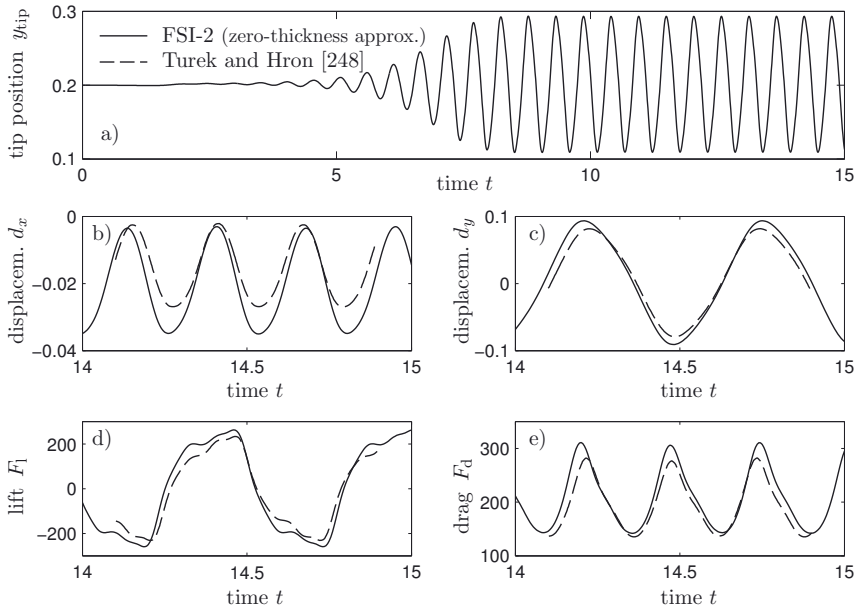 tip position y_tip
0.3
0.2
0.1
FSI-2 (zero-thickness approx.)
Turek and Hron [248]
a)
0 5 10 15
time t
displacem. d_x
0
−0.02
−0.04
b)
14 14.5 15
time t
displacem. d_y
0.1
0
−0.1
c)
14 14.5 15
time t
lift F_l
200
0
−200
d)
14 14.5 15
time t
drag F_d
300
200
100
e)
14 14.5 15
time t